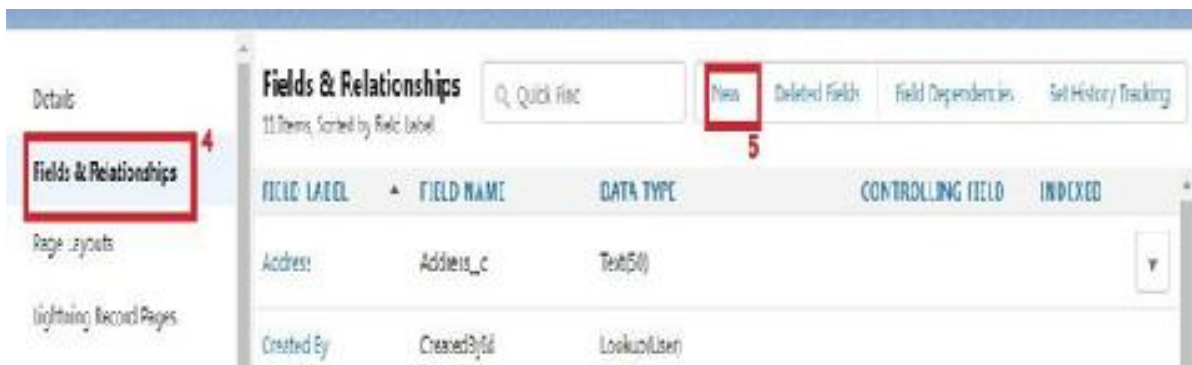 Details
Fields & Relationships
4
Page Layouts
Lightning Record Pages
Fields & Relationships
11 Items, Sorted by Field Label
Quick Find
New
5
Deleted Fields
Field Dependencies
Set History Tracking
FIELD LABEL FIELD NAME DATA TYPE CONTROLLING FIELD INDEXED
Address Address_c Text(50)
Created By CreatedById Lookup(User)